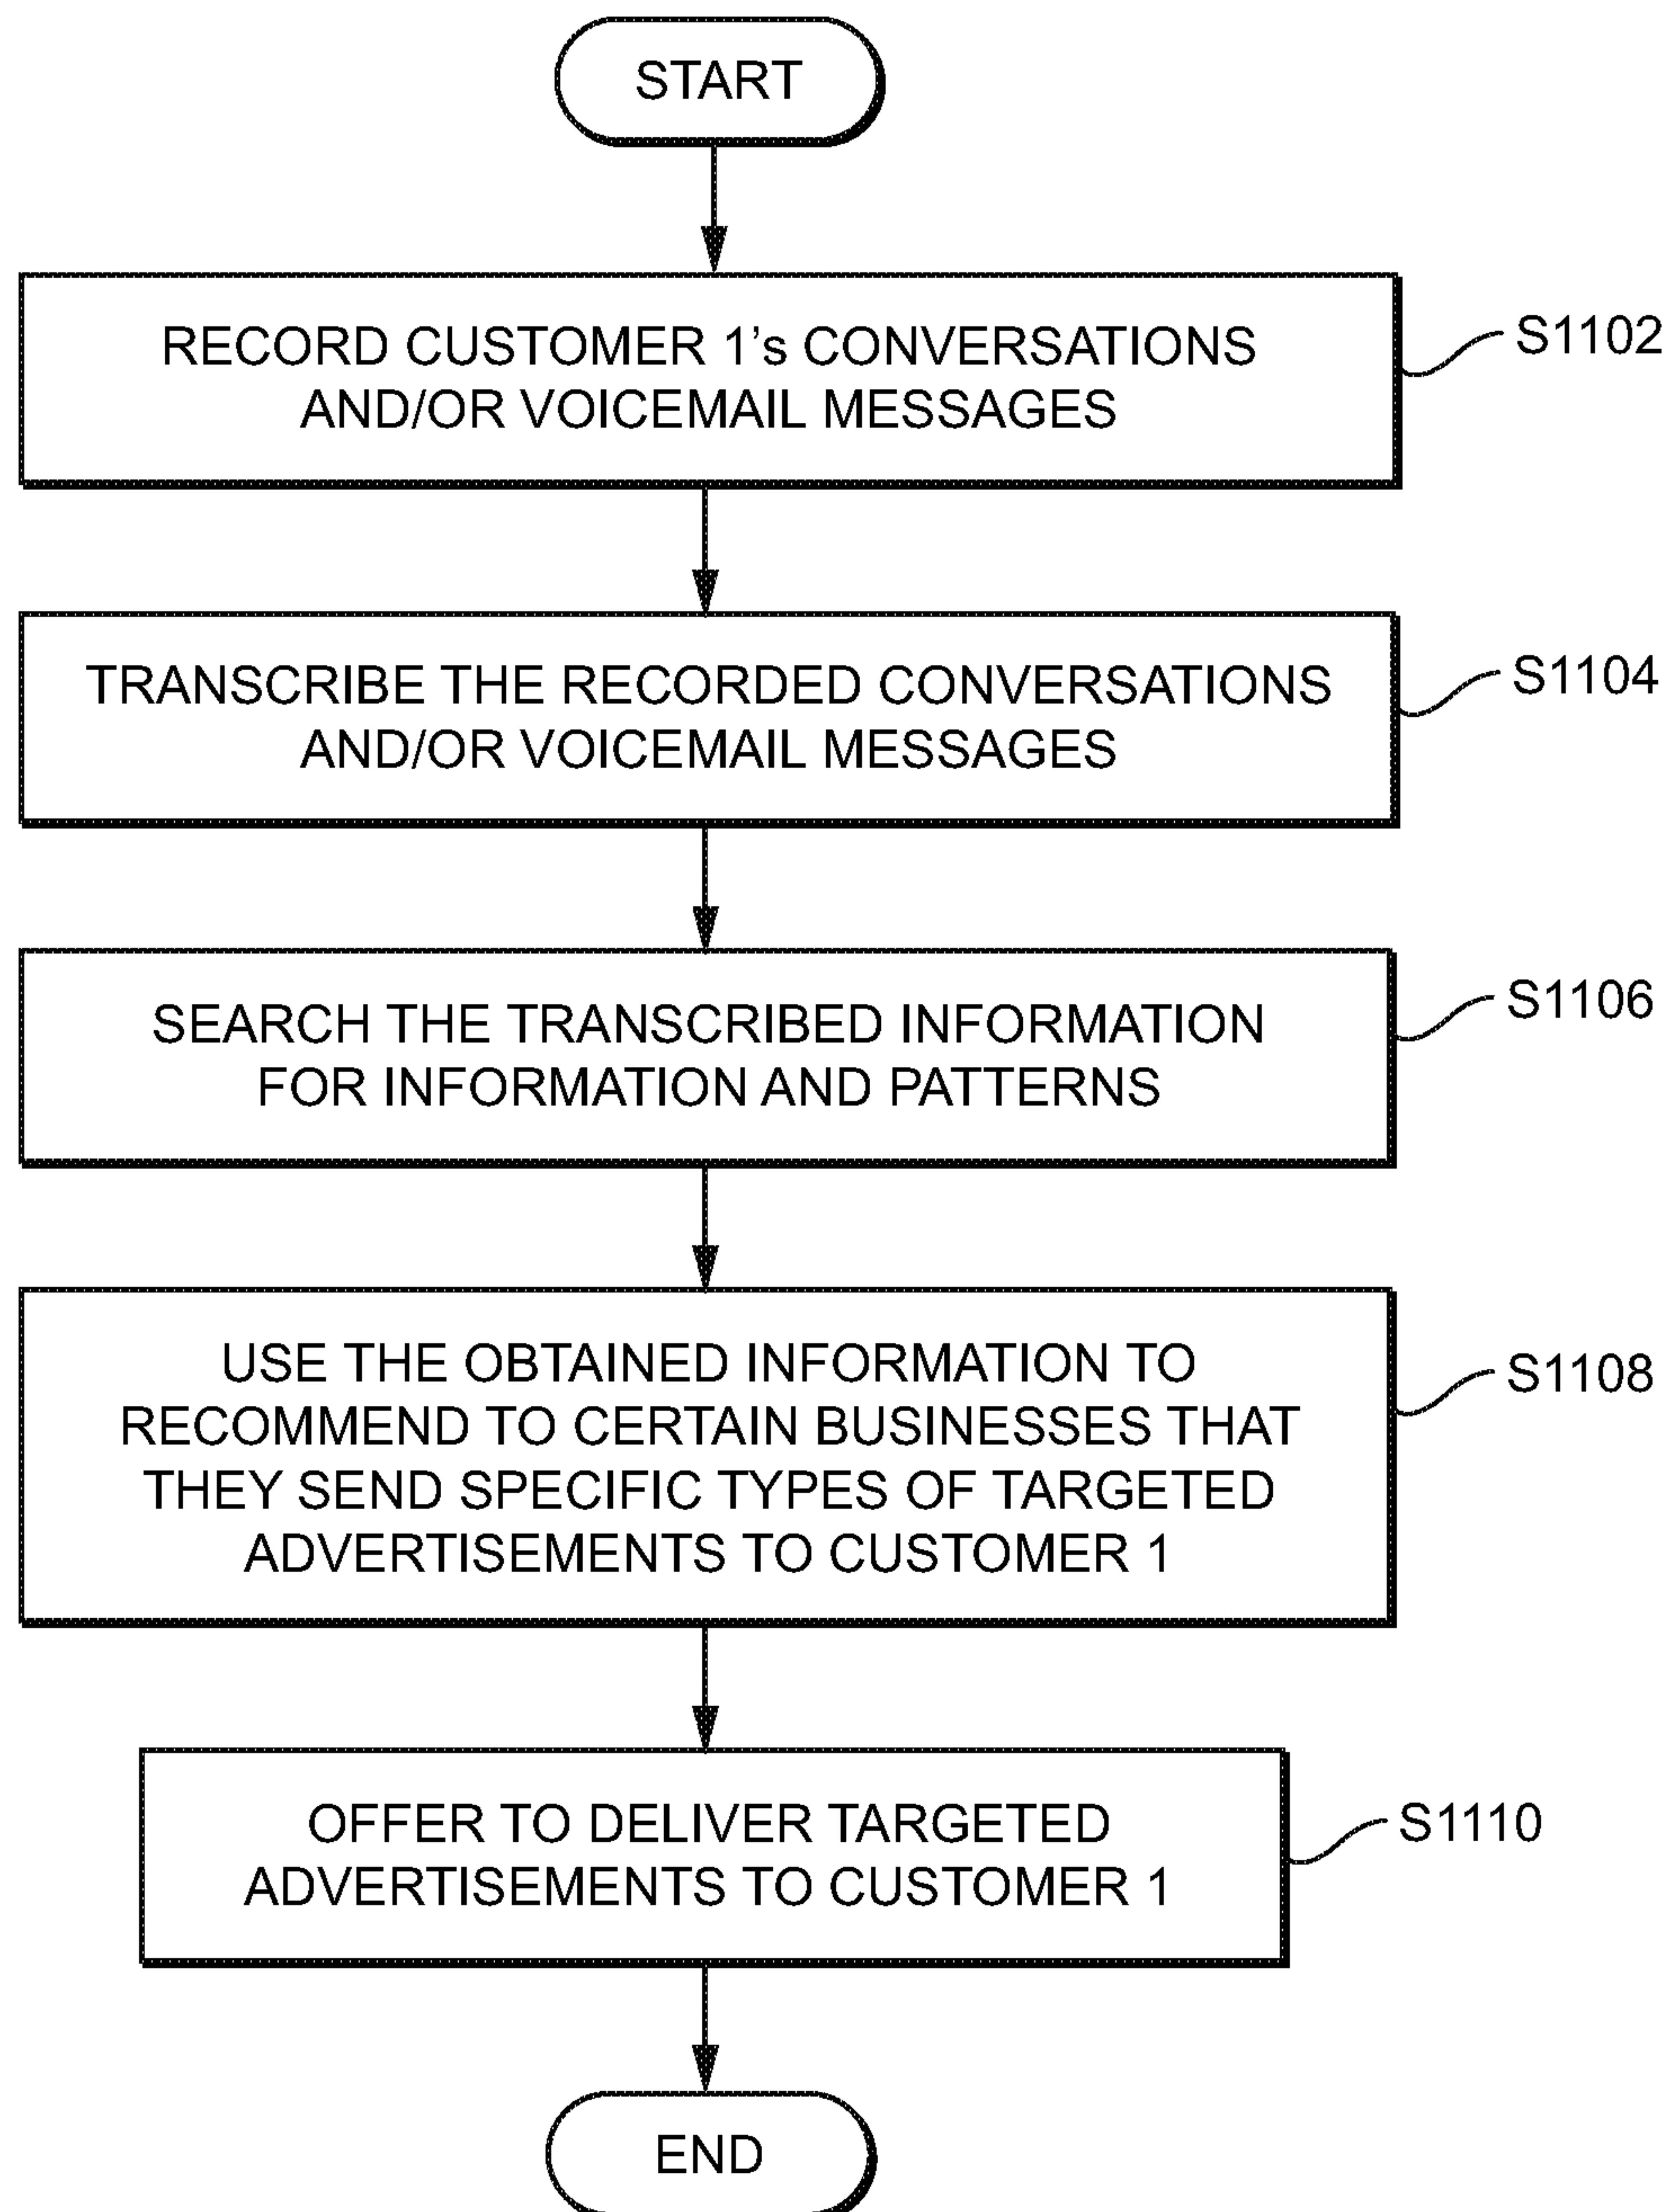 START
RECORD CUSTOMER 1's CONVERSATIONS
AND/OR VOICEMAIL MESSAGES
S1102
TRANSCRIBE THE RECORDED CONVERSATIONS
AND/OR VOICEMAIL MESSAGES
S1104
SEARCH THE TRANSCRIBED INFORMATION
FOR INFORMATION AND PATTERNS
S1106
USE THE OBTAINED INFORMATION TO
RECOMMEND TO CERTAIN BUSINESSES THAT
THEY SEND SPECIFIC TYPES OF TARGETED
ADVERTISEMENTS TO CUSTOMER 1
S1108
OFFER TO DELIVER TARGETED
ADVERTISEMENTS TO CUSTOMER 1
S1110
END